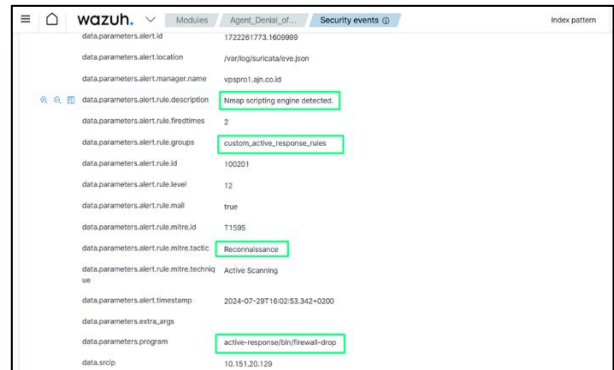 wazuh. Modules Agent_Denial_of... Security events Index pattern
data.parameters.alert.id 1722261773.1609999
data.parameters.alert.location /var/log/suricata/eve.json
data.parameters.alert.manager.name vpspro1.ajn.co.id
data.parameters.alert.rule.description Nmap scripting engine detected.
data.parameters.alert.rule.firedtimes 2
data.parameters.alert.rule.groups custom_active_response_rules
data.parameters.alert.rule.id 100201
data.parameters.alert.rule.level 12
data.parameters.alert.rule.mail true
data.parameters.alert.rule.mitre.id T1595
data.parameters.alert.rule.mitre.tactic Reconnaissance
data.parameters.alert.rule.mitre.techniq Active Scanning
ue
data.parameters.alert.timestamp 2024-07-29T16:02:53.342+0200
data.parameters.extra_args
data.parameters.program active-response/bin/firewall-drop
data.srcip 10.151.20.129